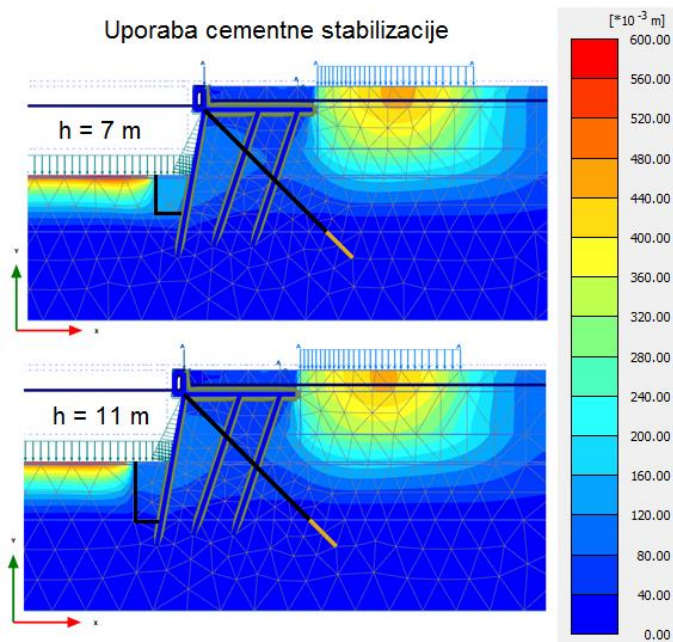 Uporaba cementne stabilizacije
[*10⁻³ m]
600.00
560.00
520.00
480.00
440.00
400.00
360.00
320.00
280.00
240.00
200.00
160.00
120.00
80.00
40.00
0.00
A
A
h = 7 m
Y
X
A
A
h = 11 m
Y
X